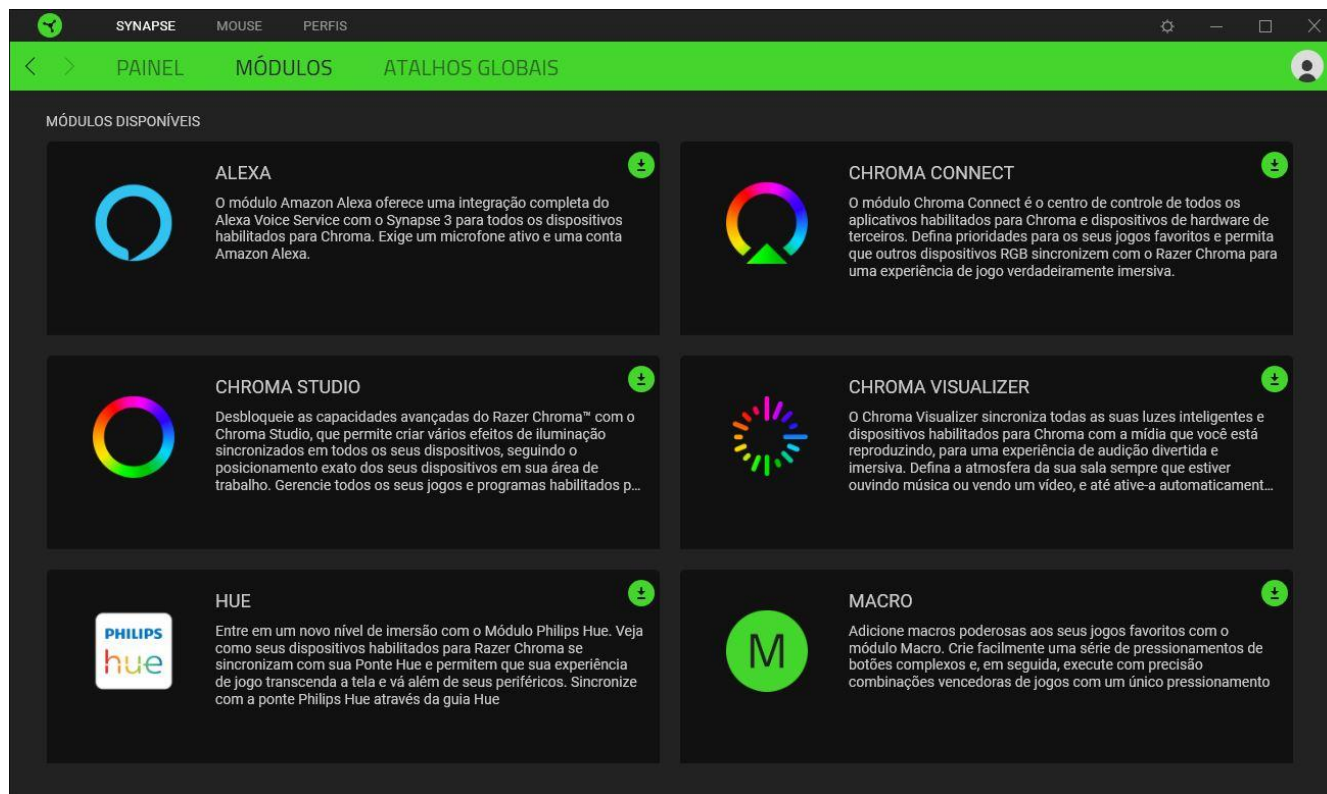 SYNAPSE MOUSE PERFIS
PAINEL MÓDULOS ATALHOS GLOBAIS
MÓDULOS DISPONÍVEIS
ALEXA
O módulo Amazon Alexa oferece uma integração completa do
Alexa Voice Service com o Synapse 3 para todos os dispositivos
habilitados para Chroma. Exige um microfone ativo e uma conta
Amazon Alexa.
CHROMA CONNECT
O módulo Chroma Connect é o centro de controle de todos os
aplicativos habilitados para Chroma e dispositivos de hardware de
terceiros. Defina prioridades para os seus jogos favoritos e permita
que outros dispositivos RGB sincronizem com o Razer Chroma para
uma experiência de jogo verdadeiramente imersiva.
CHROMA STUDIO
Desbloqueie as capacidades avançadas do Razer Chroma™ com o
Chroma Studio, que permite criar vários efeitos de iluminação
sincronizados em todos os seus dispositivos, seguindo o
posicionamento exato dos seus dispositivos em sua área de
trabalho. Gerencie todos os seus jogos e programas habilitados p...
CHROMA VISUALIZER
O Chroma Visualizer sincroniza todas as suas luzes inteligentes e
dispositivos habilitados para Chroma com a mídia que você está
reproduzindo, para uma experiência de audição divertida e
imersiva. Defina a atmosfera da sua sala sempre que estiver
ouvindo música ou vendo um vídeo, e até ative-a automaticament...
PHILIPS
hue
HUE
Entre em um novo nível de imersão com o Módulo Philips Hue. Veja
como seus dispositivos habilitados para Razer Chroma se
sincronizam com sua Ponte Hue e permitem que sua experiência
de jogo transcenda a tela e vá além de seus periféricos. Sincronize
com a ponte Philips Hue através da guia Hue
M
MACRO
Adicione macros poderosas aos seus jogos favoritos com o
módulo Macro. Crie facilmente uma série de pressionamentos de
botões complexos e, em seguida, execute com precisão
combinações vencedoras de jogos com um único pressionamento